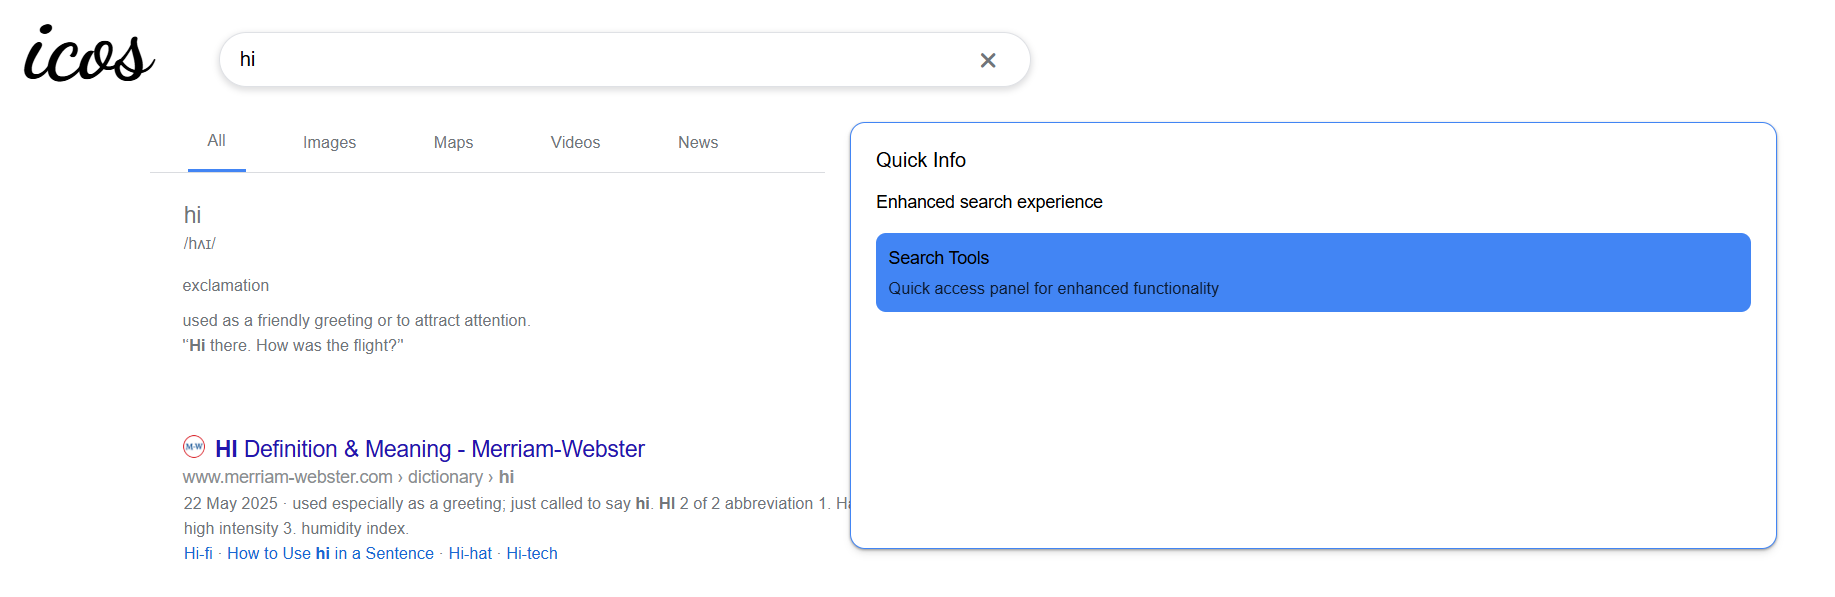 icos
hi
All Images Maps Videos News
hi
/hʌɪ/
exclamation
used as a friendly greeting or to attract attention.
"Hi there. How was the flight?"
M-W
HI Definition & Meaning - Merriam-Webster
www.merriam-webster.com › dictionary › hi
22 May 2025 · used especially as a greeting; just called to say hi. HI 2 of 2 abbreviation 1.
high intensity 3. humidity index.
Hi-fi · How to Use hi in a Sentence · Hi-hat · Hi-tech
Quick Info
Enhanced search experience
Search Tools
Quick access panel for enhanced functionality